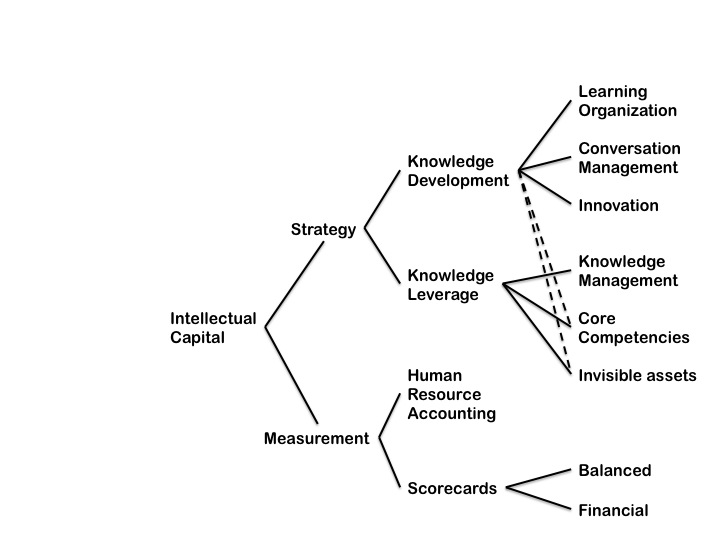 Learning
Organization
Conversation
Management
Knowledge
Development
Innovation
Strategy
Knowledge
Management
Knowledge
Leverage
Intellectual
Capital
Core
Competencies
Invisible assets
Human
Resource
Accounting
Measurement
Balanced
Scorecards
Financial